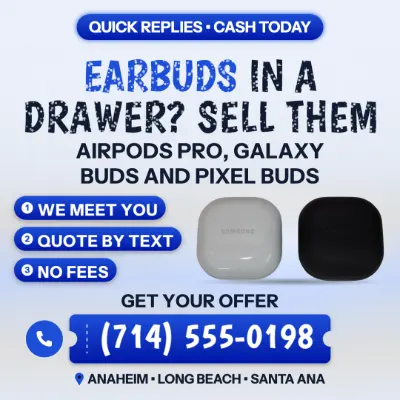 QUICK REPLIES • CASH TODAY
EARBUDS IN A
DRAWER? SELL THEM
AIRPODS PRO, GALAXY
BUDS AND PIXEL BUDS
1 WE MEET YOU
2 QUOTE BY TEXT
3 NO FEES
SAMSUNG
GET YOUR OFFER
(714) 555-0198
ANAHEIM • LONG BEACH • SANTA ANA